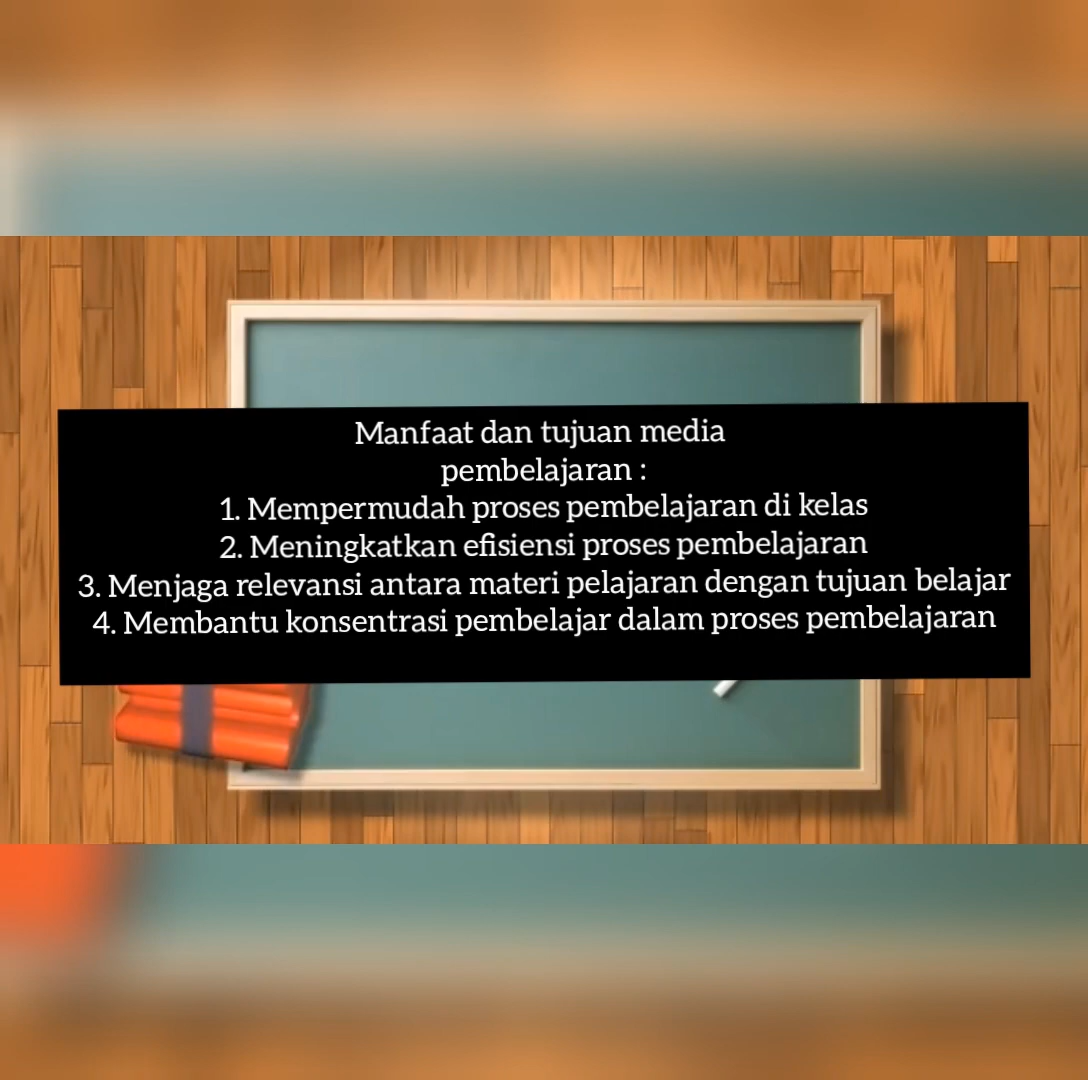 Manfaat dan tujuan media
pembelajaran :
1. Mempermudah proses pembelajaran di kelas
2. Meningkatkan efisiensi proses pembelajaran
3. Menjaga relevansi antara materi pelajaran dengan tujuan belajar
4. Membantu konsentrasi pembelajar dalam proses pembelajaran